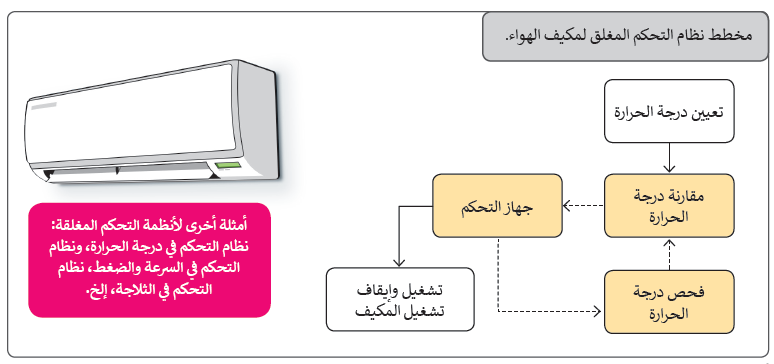 مخطط نظام التحكم المغلق لمكيف الهواء.
تعيين درجة الحرارة
مقارنة درجة
الحرارة
جهاز التحكم
فحص درجة
الحرارة
تشغيل وإيقاف
تشغيل المكيف
أمثلة أخرى لأنظمة التحكم المغلقة:
نظام التحكم في درجة الحرارة، ونظام
التحكم في السرعة والضغط، نظام
التحكم في الثلاجة، إلخ.